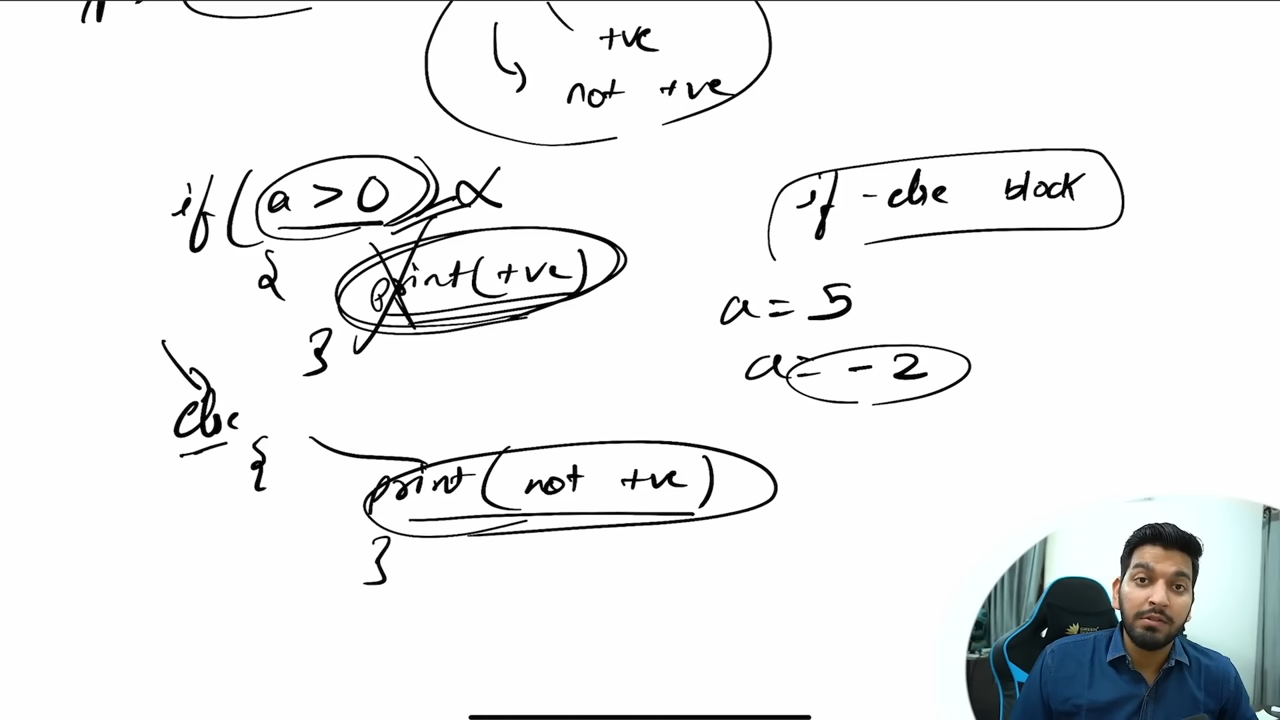 +ve
not +ve
if (a > 0)
{
print(+ve)
}
if - else block
a = 5
a = - 2
else
{
print( not +ve )
}